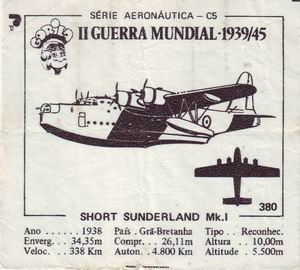 SÉRIE AERONÀUTICA - C5
II GUERRA MUNDIAL-1939/45
380
SHORT SUNDERLAND Mk.I
Ano ...... 1938 País . Grã-Bretanha Tipo .. Reconhec.
Enverg... 34,35m Compr... 26,11m Altura .. 10,00m
Veloc. .. 338 Km Auton. 4.800 Km. Altitude . 5.500m